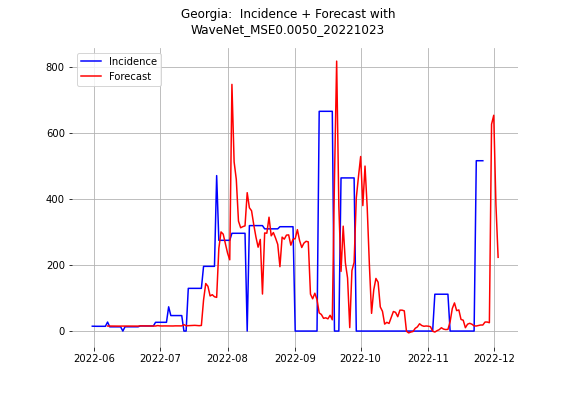 Georgia:  Incidence + Forecast with
WaveNet_MSE0.0050_20221023
Incidence
Forecast
800
600
400
200
0
2022-06 2022-07 2022-08 2022-09 2022-10 2022-11 2022-12